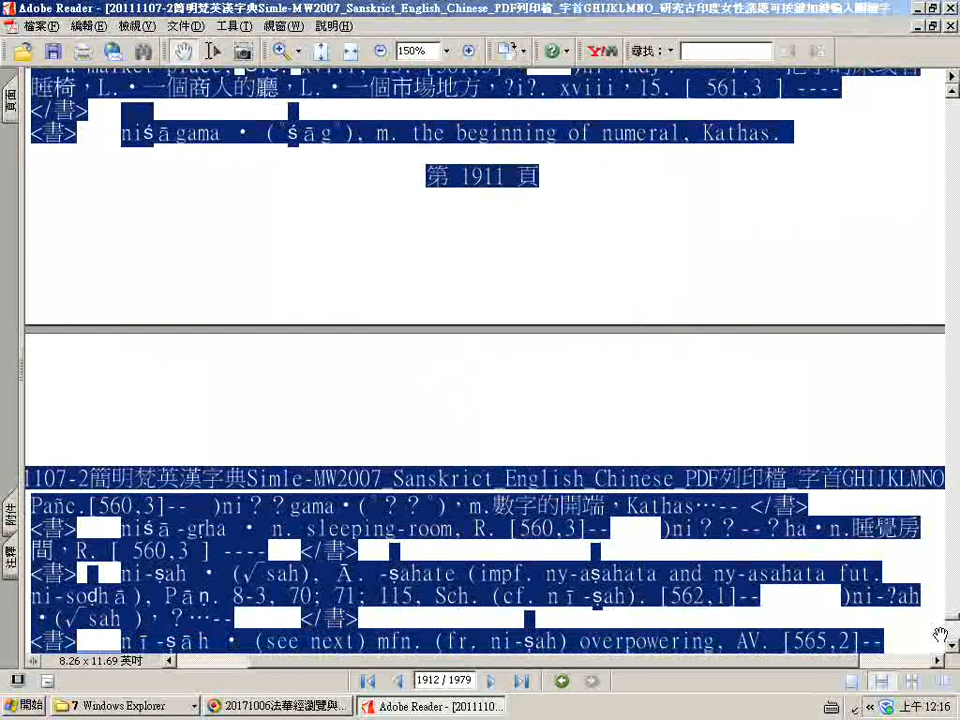 Adobe Reader - [20111107-2簡明梵英漢字典Simle-MW2007_Sanskrict_English_Chinese_PDF列印檔_字首GHIJKLMNO_研究古印度女性議題可按鍵加鍵輸入關鍵字...
檔案(F) 編輯(E) 檢視(V) 文件(D) 工具(T) 視窗(W) 說明(H)
150% 尋找：
頁面
睡椅，L.‧一個商人的廳，L.‧一個市場地方，?i?. xviii，15. [ 561,3 ] ----
</書>
<書> niśāgama ‧ (°śāg°), m. the beginning of numeral, Kathas.
第 1911 頁
1107-2簡明梵英漢字典Simle-MW2007_Sanskrict_English_Chinese_PDF列印檔_字首GHIJKLMNO
Pañc.[560,3]-- )ni？？gama‧(°？？°)，m.數字的開端，Kathas…-- </書>
<書> niśā-gṛha ‧ n. sleeping-room, R. [560,3]-- )ni？？--？ha‧n.睡覺房
間，R. [ 560,3 ] ---- </書>
<書> ni-ṣah ‧ (√sah), Ā. -ṣahate (impf. ny-aṣahata and ny-asahata fut.
ni-soḍhā), Pāṇ. 8-3, 70; 71; 115, Sch. (cf. nī-ṣah). [562,1]-- )ni-?ah
‧(√sah )，?…-- </書>
<書> nī-ṣāh ‧ (see next) mfn. (fr. ni-ṣah) overpowering, AV. [565,2]--
附件
注釋
8.26 x 11.69 英吋
1912 / 1979
開始 7 Windows Explorer 20171006法華經瀏覽與... Adobe Reader - [2011110... 上午 12:16